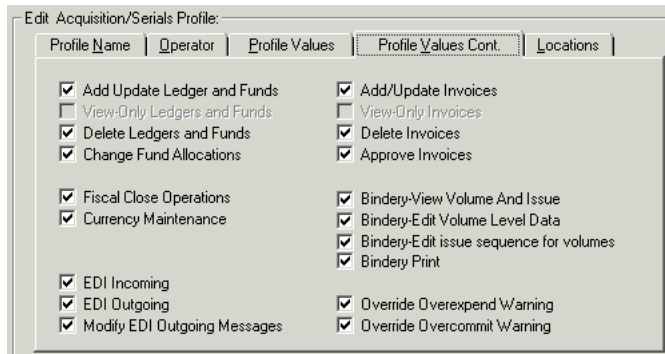 Edit Acquisition/Serials Profile:
Profile Name | Operator | Profile Values | Profile Values Cont. | Locations
Add Update Ledger and Funds
View-Only Ledgers and Funds
Delete Ledgers and Funds
Change Fund Allocations
Fiscal Close Operations
Currency Maintenance
EDI Incoming
EDI Outgoing
Modify EDI Outgoing Messages
Add/Update Invoices
View-Only Invoices
Delete Invoices
Approve Invoices
Bindery-View Volume And Issue
Bindery-Edit Volume Level Data
Bindery-Edit issue sequence for volumes
Bindery Print
Override Overexpend Warning
Override Overcommit Warning